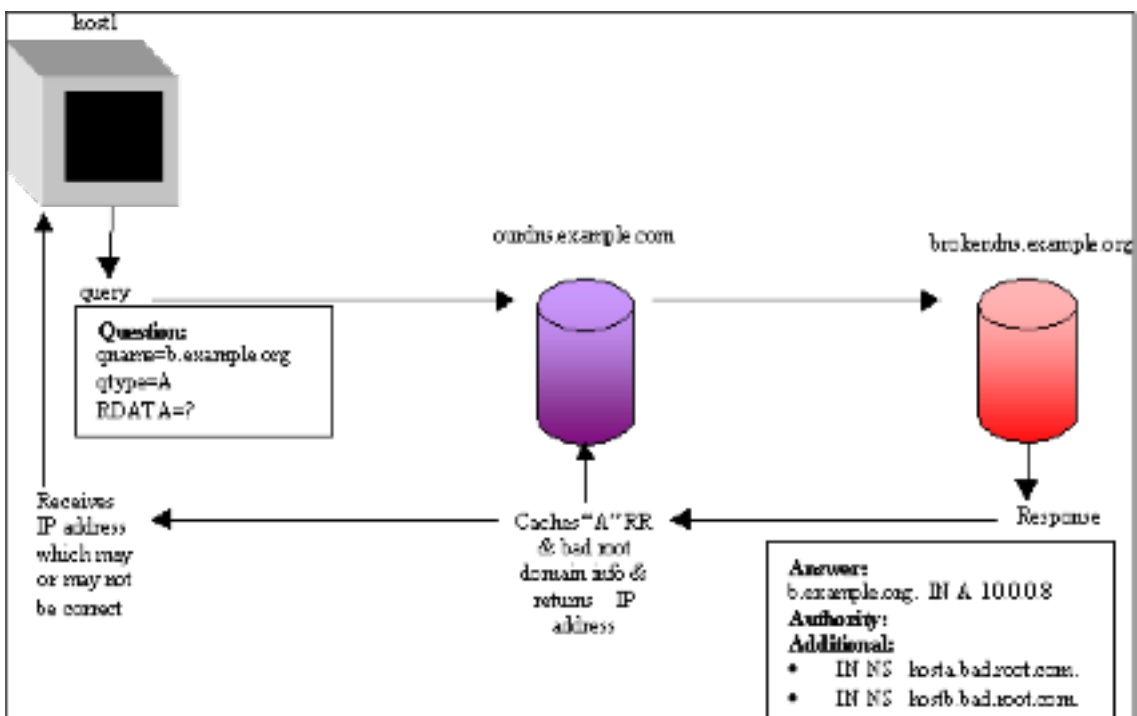 host1
ourdns.example.com
brokendns.example.org
query
Question:
qname=b.example.org
qtype=A
RDATA=?
Receives
IP address
which may
or may not
be correct
Caches "A" RR
& bad root
domain info &
returns IP
address
Response
Answer:
b.example.org. IN A 10.0.0.8
Authority:
Additional:
• IN NS hosta.bad.root.com.
• IN NS hostb.bad.root.com.